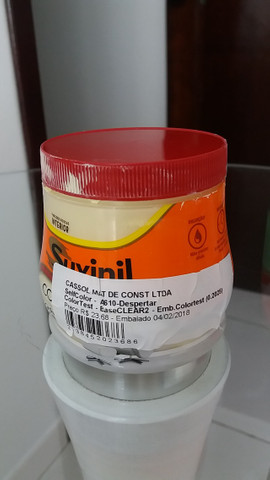 INTERIOR
Suvinil
CASSOL MAT DE CONST LTDA
SelfColor - A610-Despertar
ColorTest - BaseCLEAR2 - Emb.Colortest (0.2025)
Preço R$ 23,68 - Embalado 04/02/2018